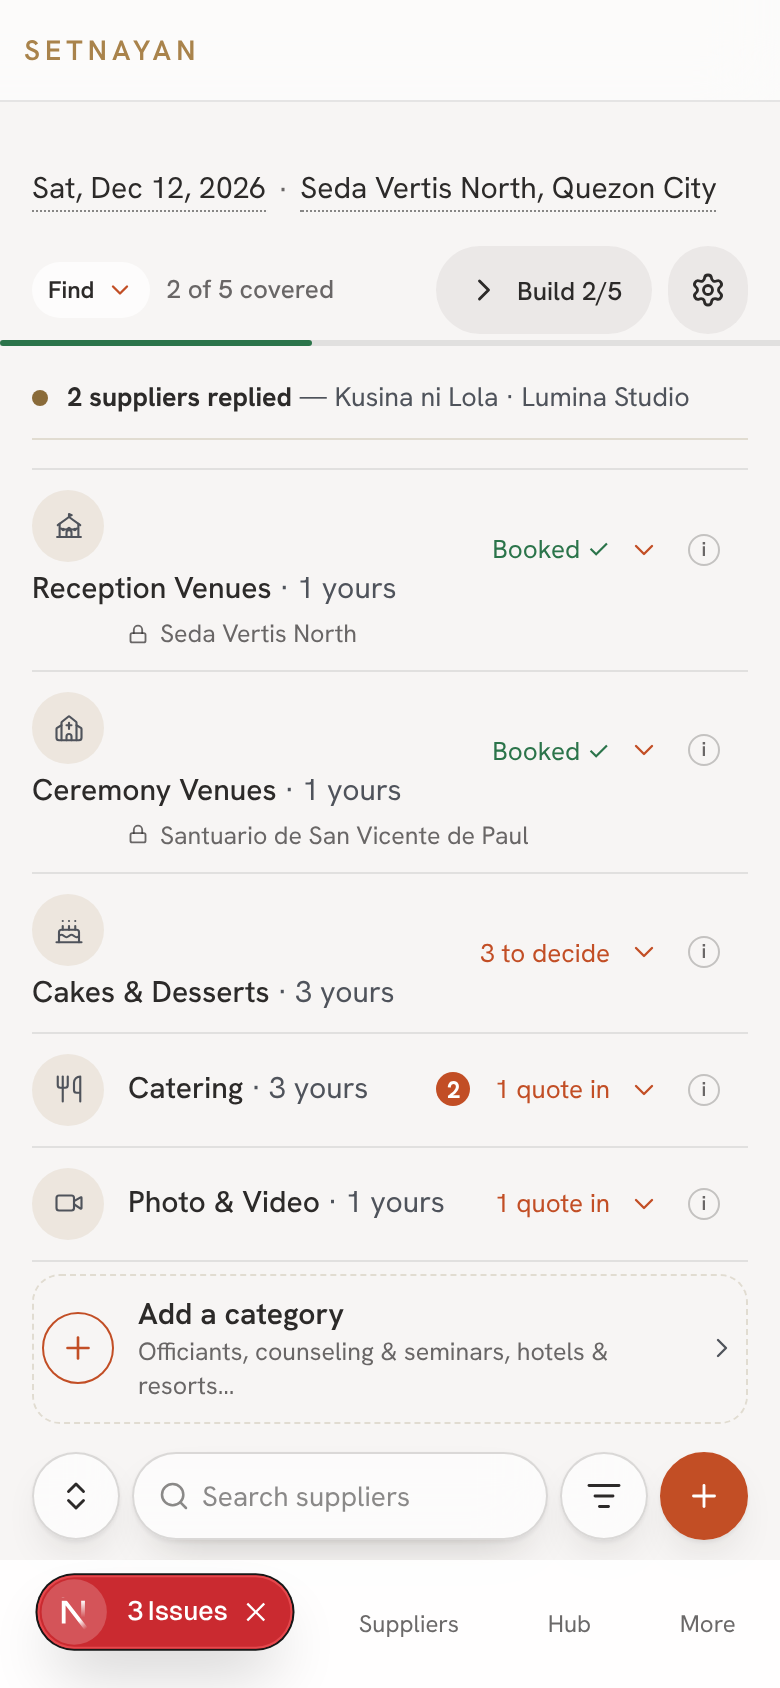 SETNAYAN
Sat, Dec 12, 2026 · Seda Vertis North, Quezon City
Find 2 of 5 covered Build 2/5
2 suppliers replied — Kusina ni Lola · Lumina Studio
Booked ✓ i
Reception Venues · 1 yours
Seda Vertis North
Booked ✓ i
Ceremony Venues · 1 yours
Santuario de San Vicente de Paul
3 to decide i
Cakes & Desserts · 3 yours
Catering · 3 yours 2 1 quote in i
Photo & Video · 1 yours 1 quote in i
Add a category
Officiants, counseling & seminars, hotels &
resorts...
Search suppliers
N 3 Issues Suppliers Hub More